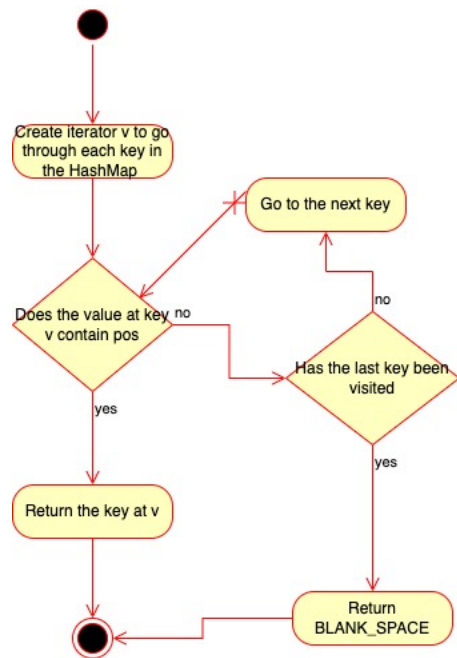 Create iterator v to go
through each key in
the HashMap
Go to the next key
Does the value at key
v contain pos
no
no
Has the last key been
visited
yes
yes
Return the key at v
Return
BLANK_SPACE